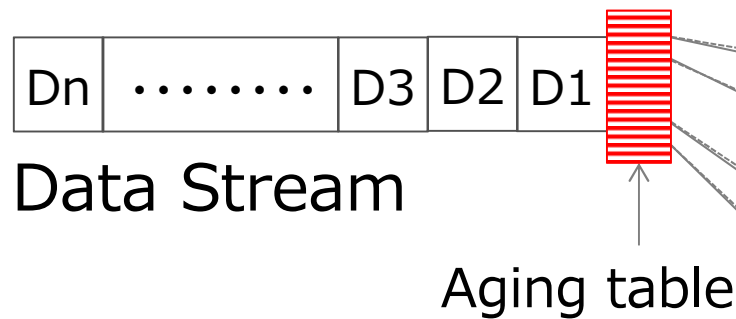 Dn ········ D3 D2 D1
Data Stream
Aging table